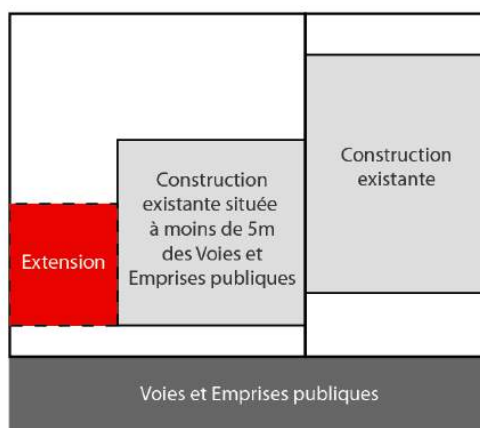 Construction
existante
Construction
existante située
à moins de 5m
des Voies et
Emprises publiques
Extension
Voies et Emprises publiques